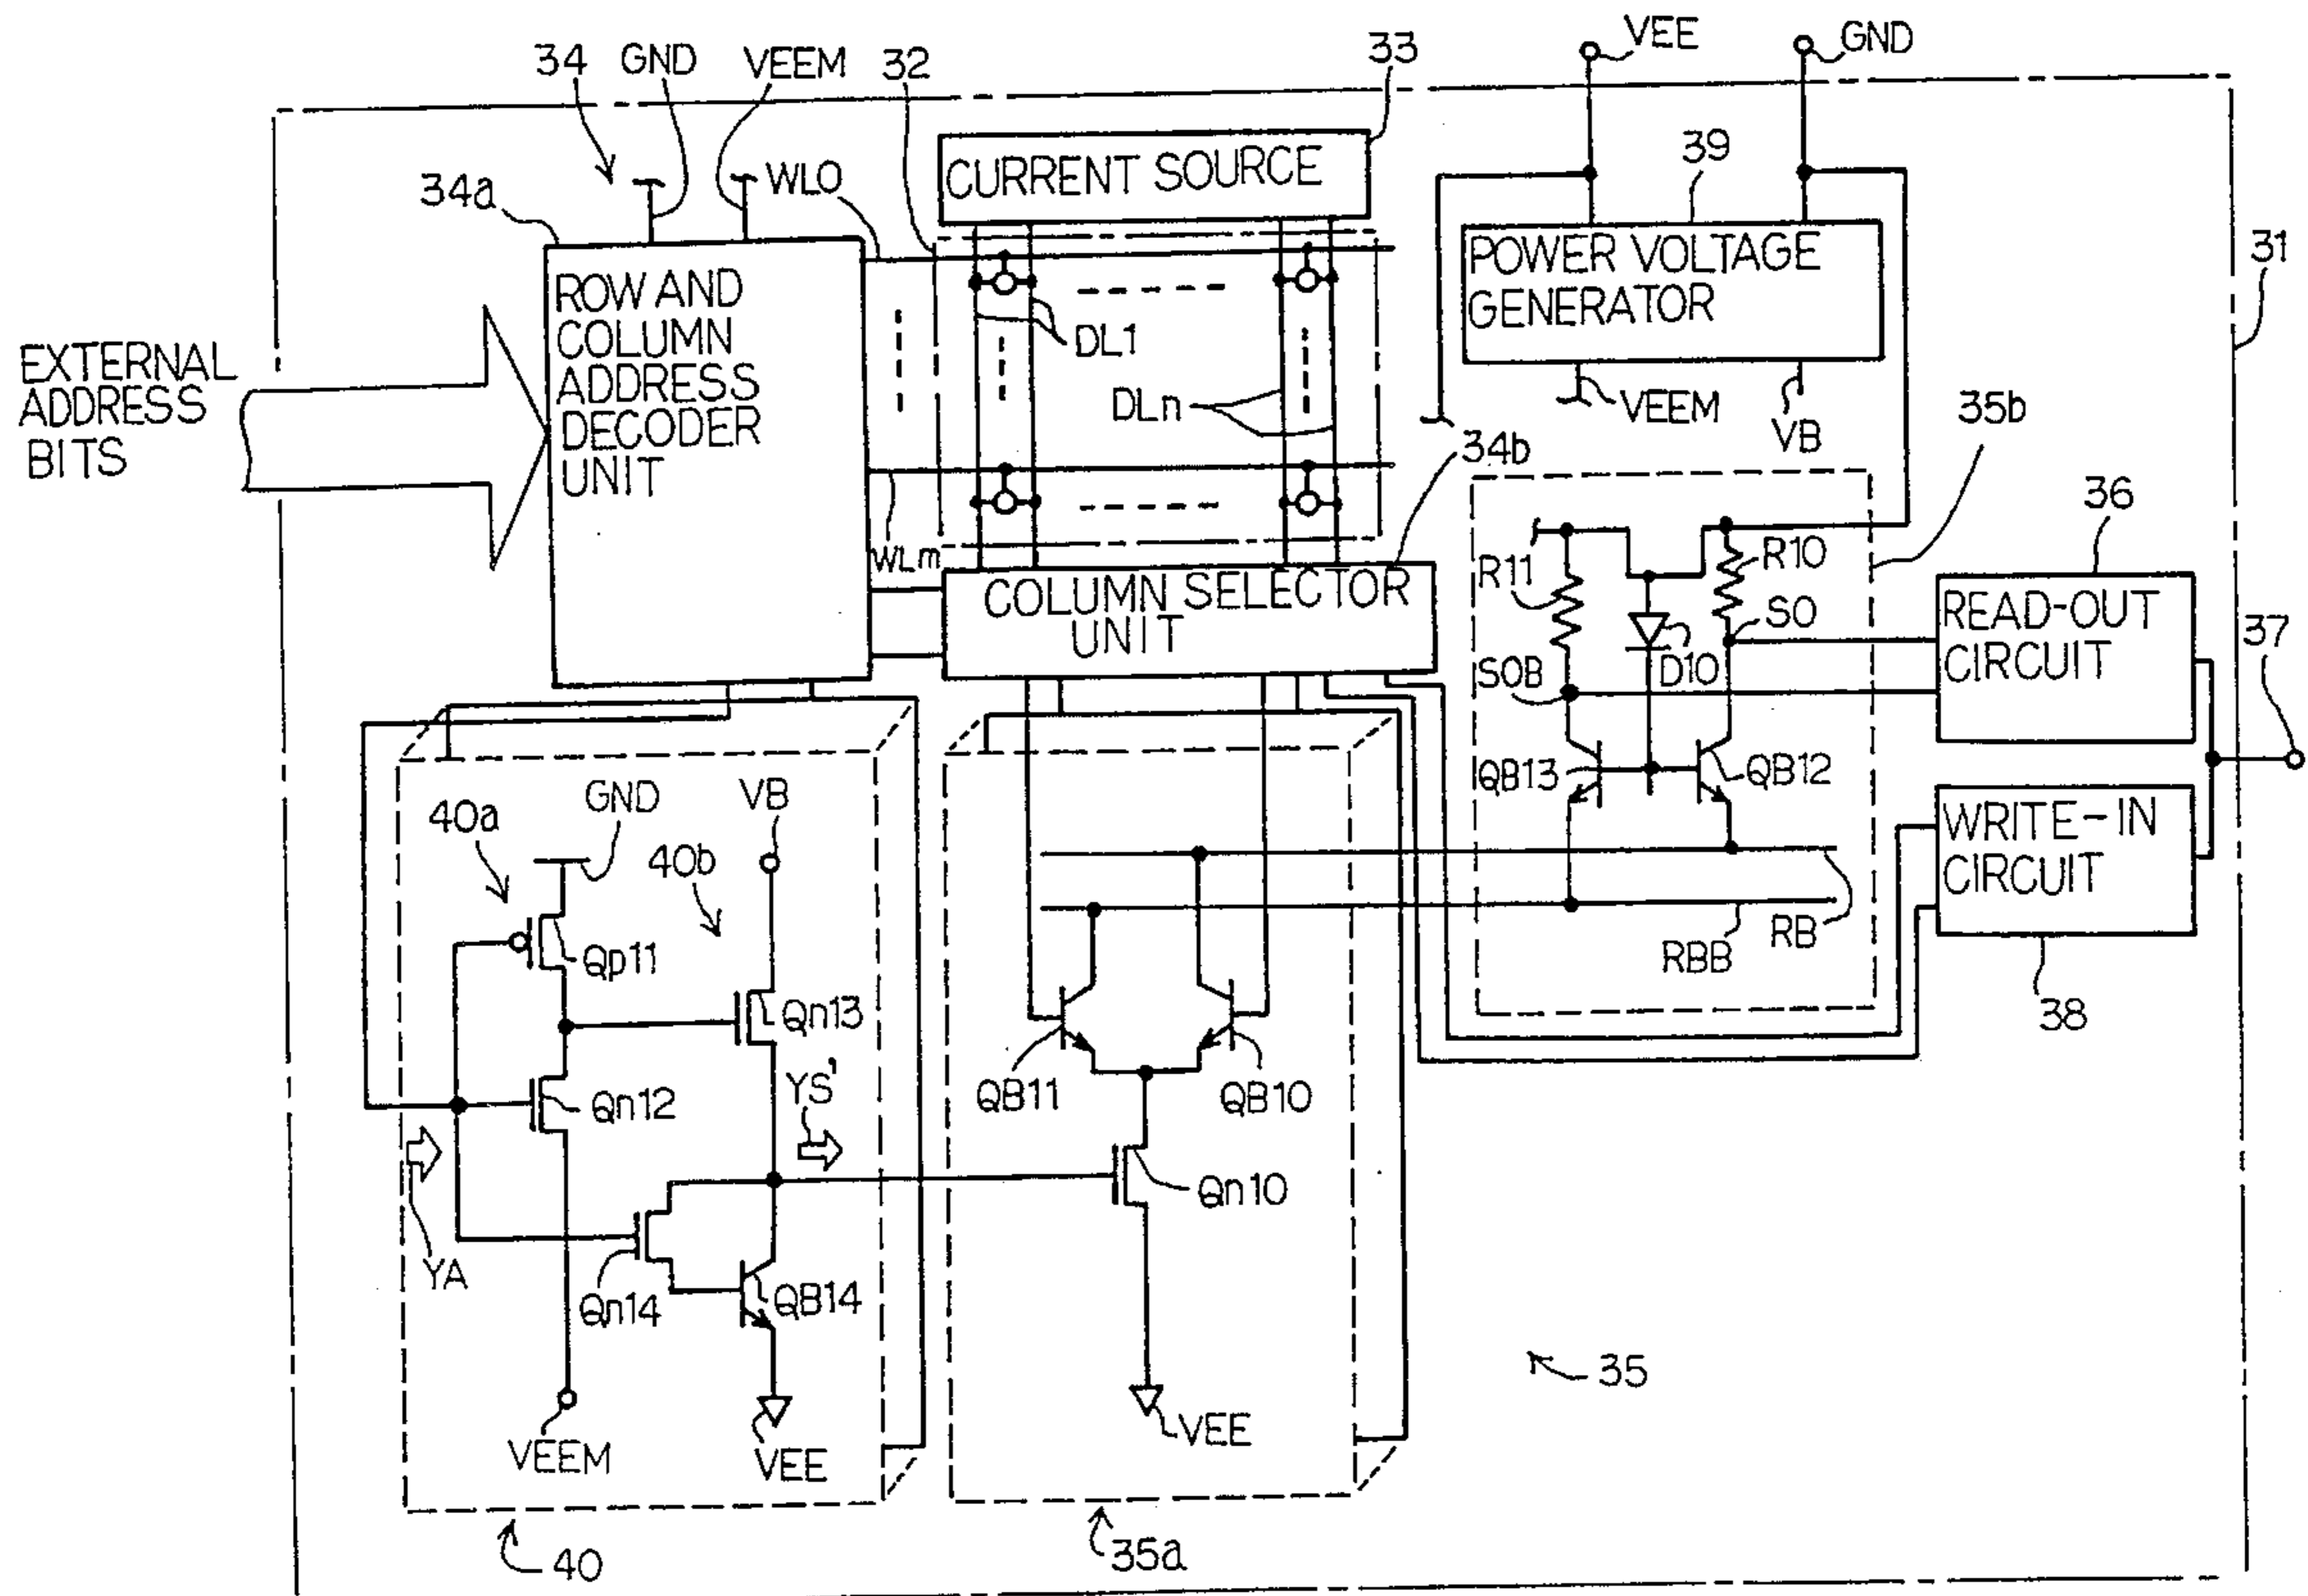 VEE
GND
34
GND
VEEM
32
33
34a
WL0
CURRENT SOURCE
39
31
ROW AND
COLUMN
ADDRESS
DECODER
UNIT
POWER VOLTAGE
GENERATOR
EXTERNAL
ADDRESS
BITS
DL1
DLn
VEEM
VB
35b
34b
WLm
COLUMN SELECTOR
UNIT
R11
R10
SO
SOB
D10
36
READ-OUT
CIRCUIT
37
QB13
QB12
WRITE-IN
CIRCUIT
38
RBB
RB
40a
GND
VB
40b
Qp11
Qn13
Qn12
YS'
QB11
QB10
Qn10
YA
Qn14
QB14
VEEM
VEE
VEE
35
40
35a